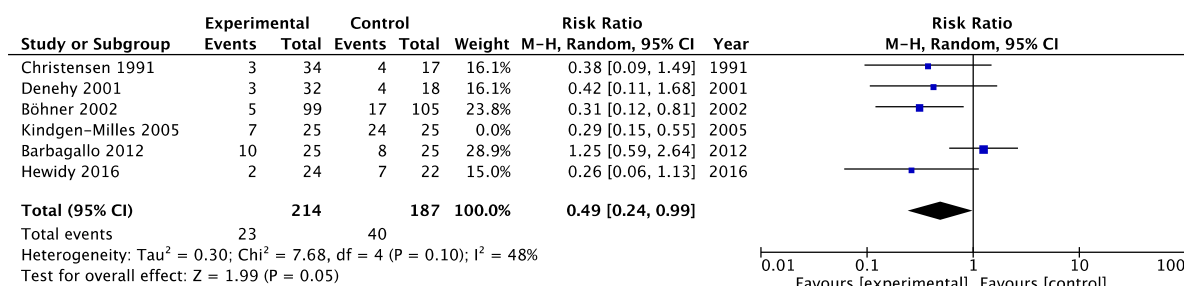 Experimental Control Risk Ratio Risk Ratio
Study or Subgroup Events Total Events Total Weight M-H, Random, 95% CI Year M-H, Random, 95% CI
Christensen 1991 3 34 4 17 16.1% 0.38 [0.09, 1.49] 1991
Denehy 2001 3 32 4 18 16.1% 0.42 [0.11, 1.68] 2001
Böhner 2002 5 99 17 105 23.8% 0.31 [0.12, 0.81] 2002
Kindgen-Milles 2005 7 25 24 25 0.0% 0.29 [0.15, 0.55] 2005
Barbagallo 2012 10 25 8 25 28.9% 1.25 [0.59, 2.64] 2012
Hewidy 2016 2 24 7 22 15.0% 0.26 [0.06, 1.13] 2016
Total (95% CI) 214 187 100.0% 0.49 [0.24, 0.99]
Total events 23 40
Heterogeneity: Tau² = 0.30; Chi² = 7.68, df = 4 (P = 0.10); I² = 48%
Test for overall effect: Z = 1.99 (P = 0.05)
0.01 0.1 1 10 100
Favours [experimental] Favours [control]